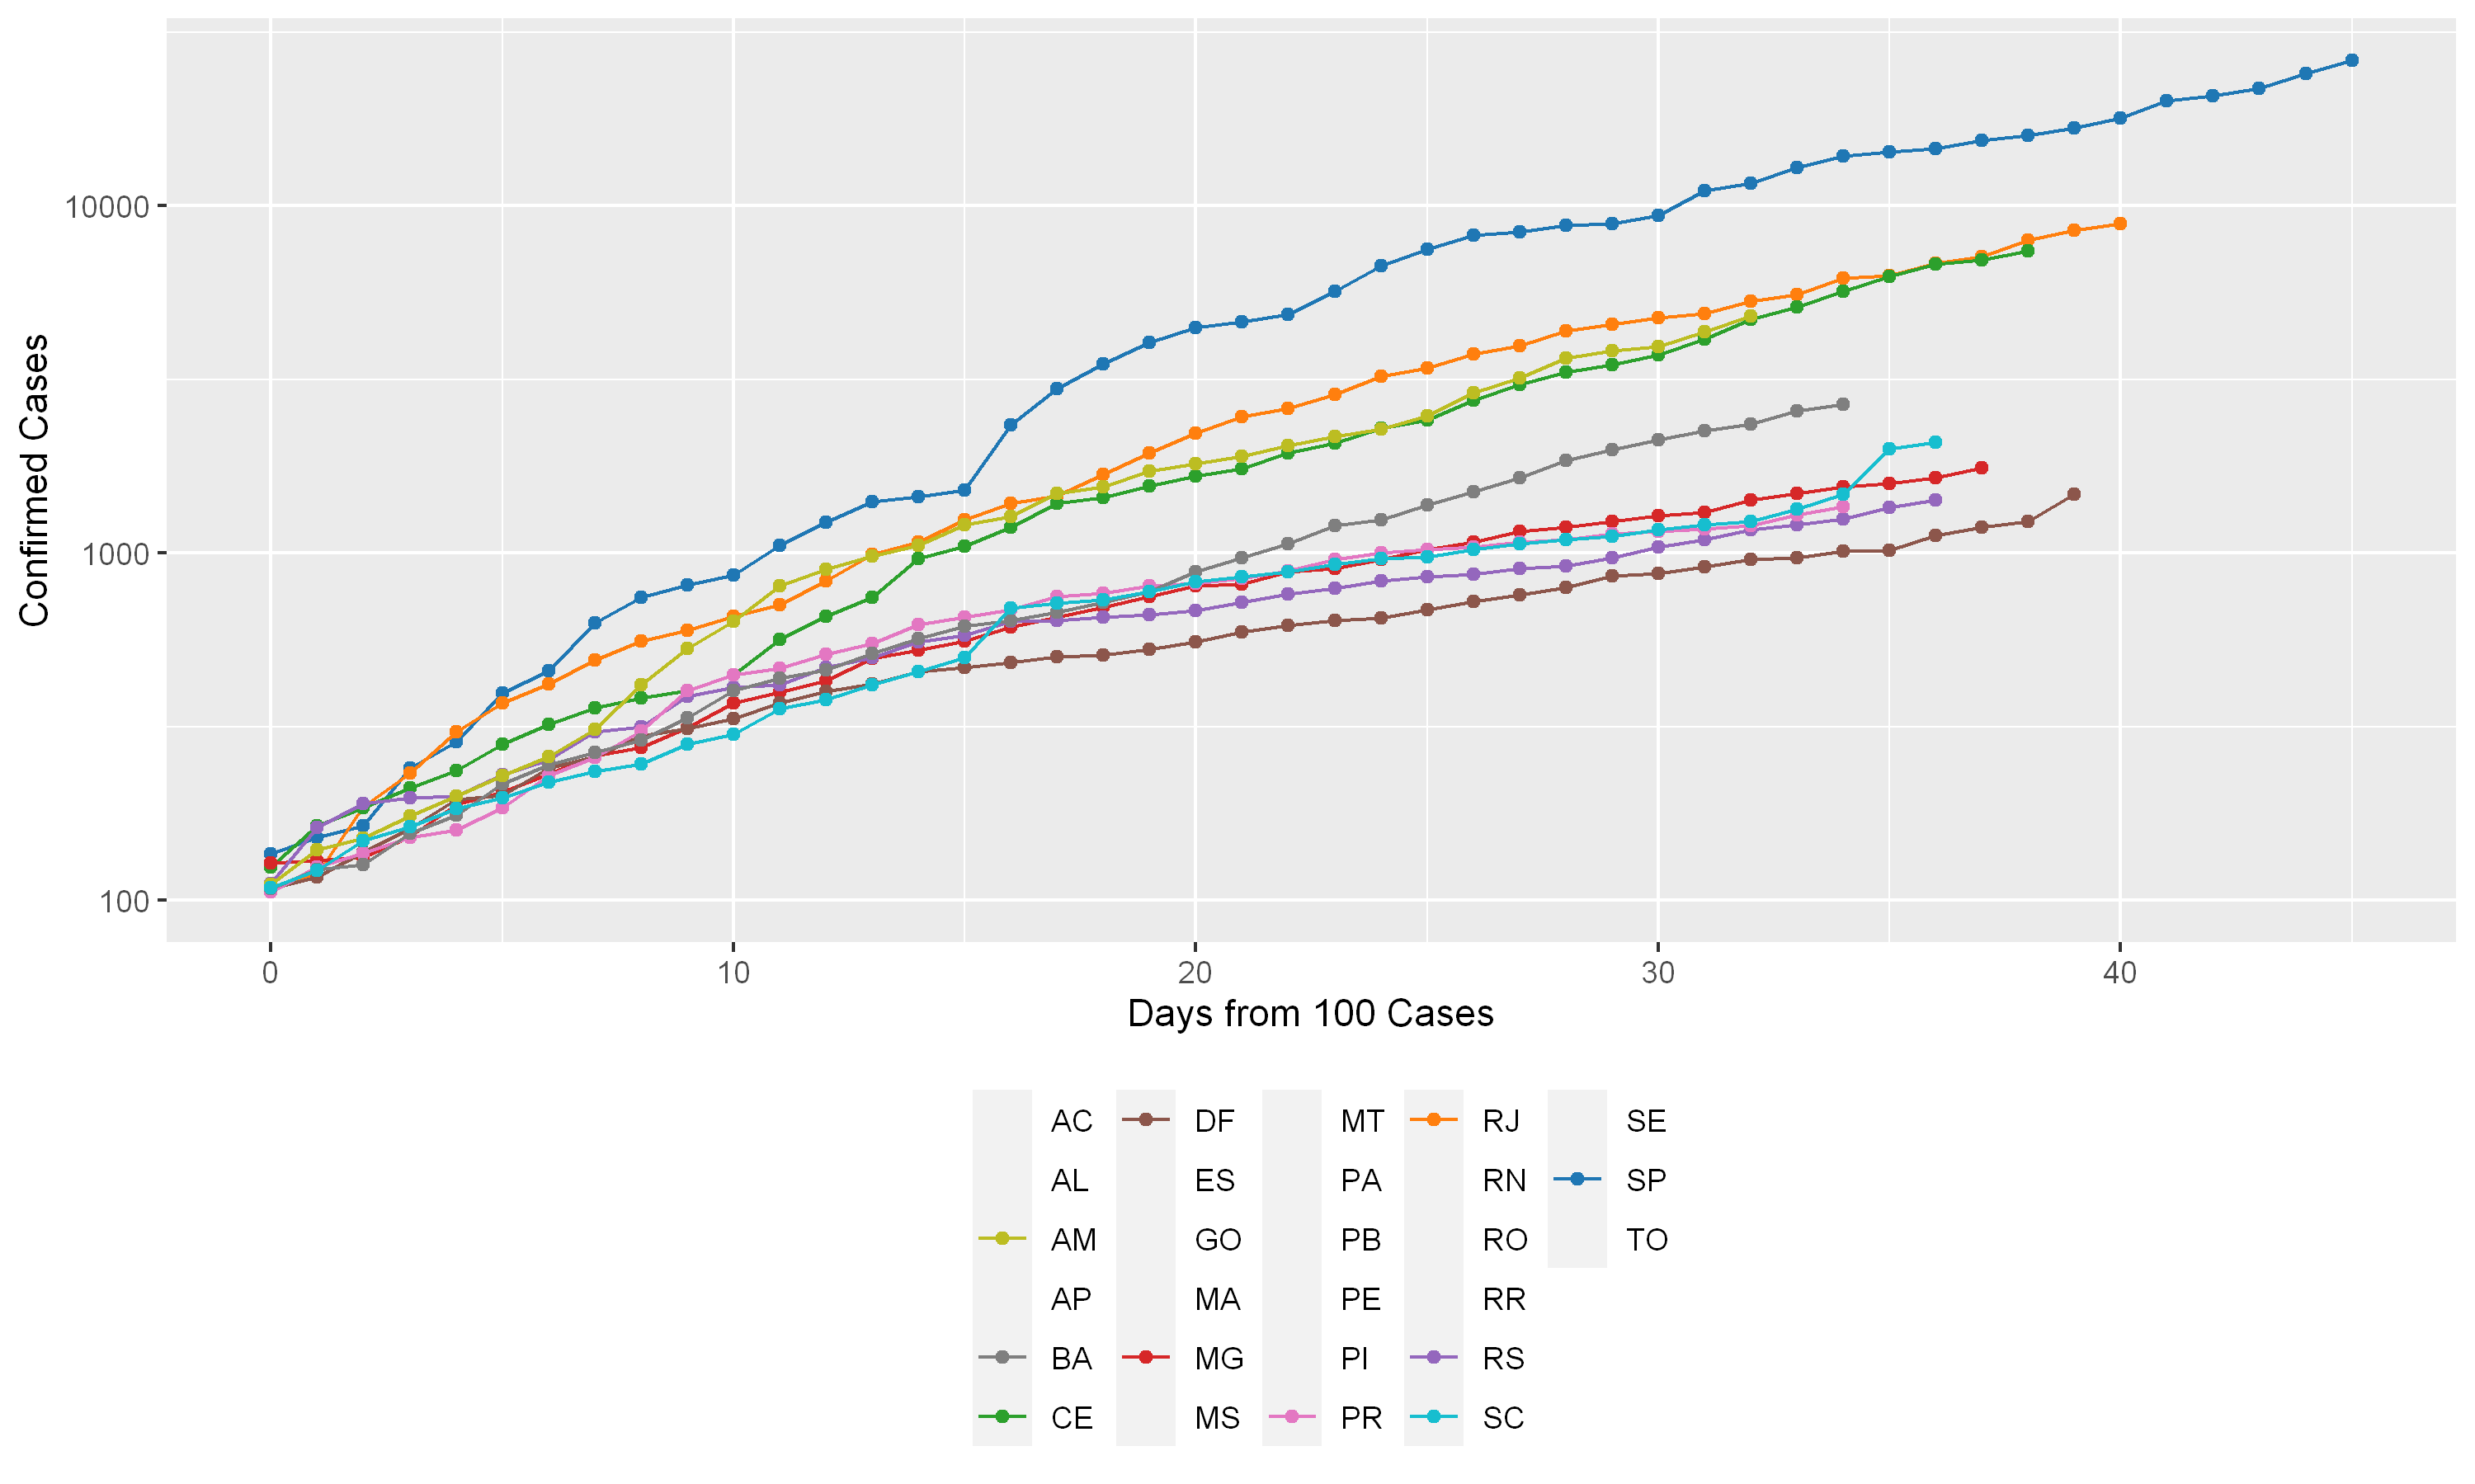 Confirmed Cases
10000
1000
100
0 10 20 30 40
Days from 100 Cases
AC DF MT RJ SE
AL ES PA RN SP
AM GO PB RO TO
AP MA PE RR
BA MG PI RS
CE MS PR SC